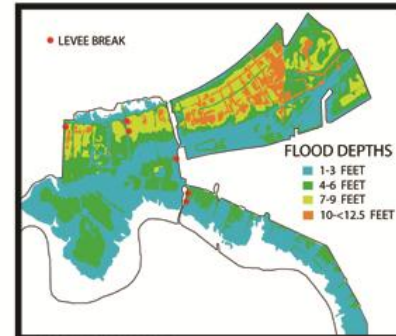 LEVEE BREAK
FLOOD DEPTHS
1-3 FEET
4-6 FEET
7-9 FEET
10-<12.5 FEET